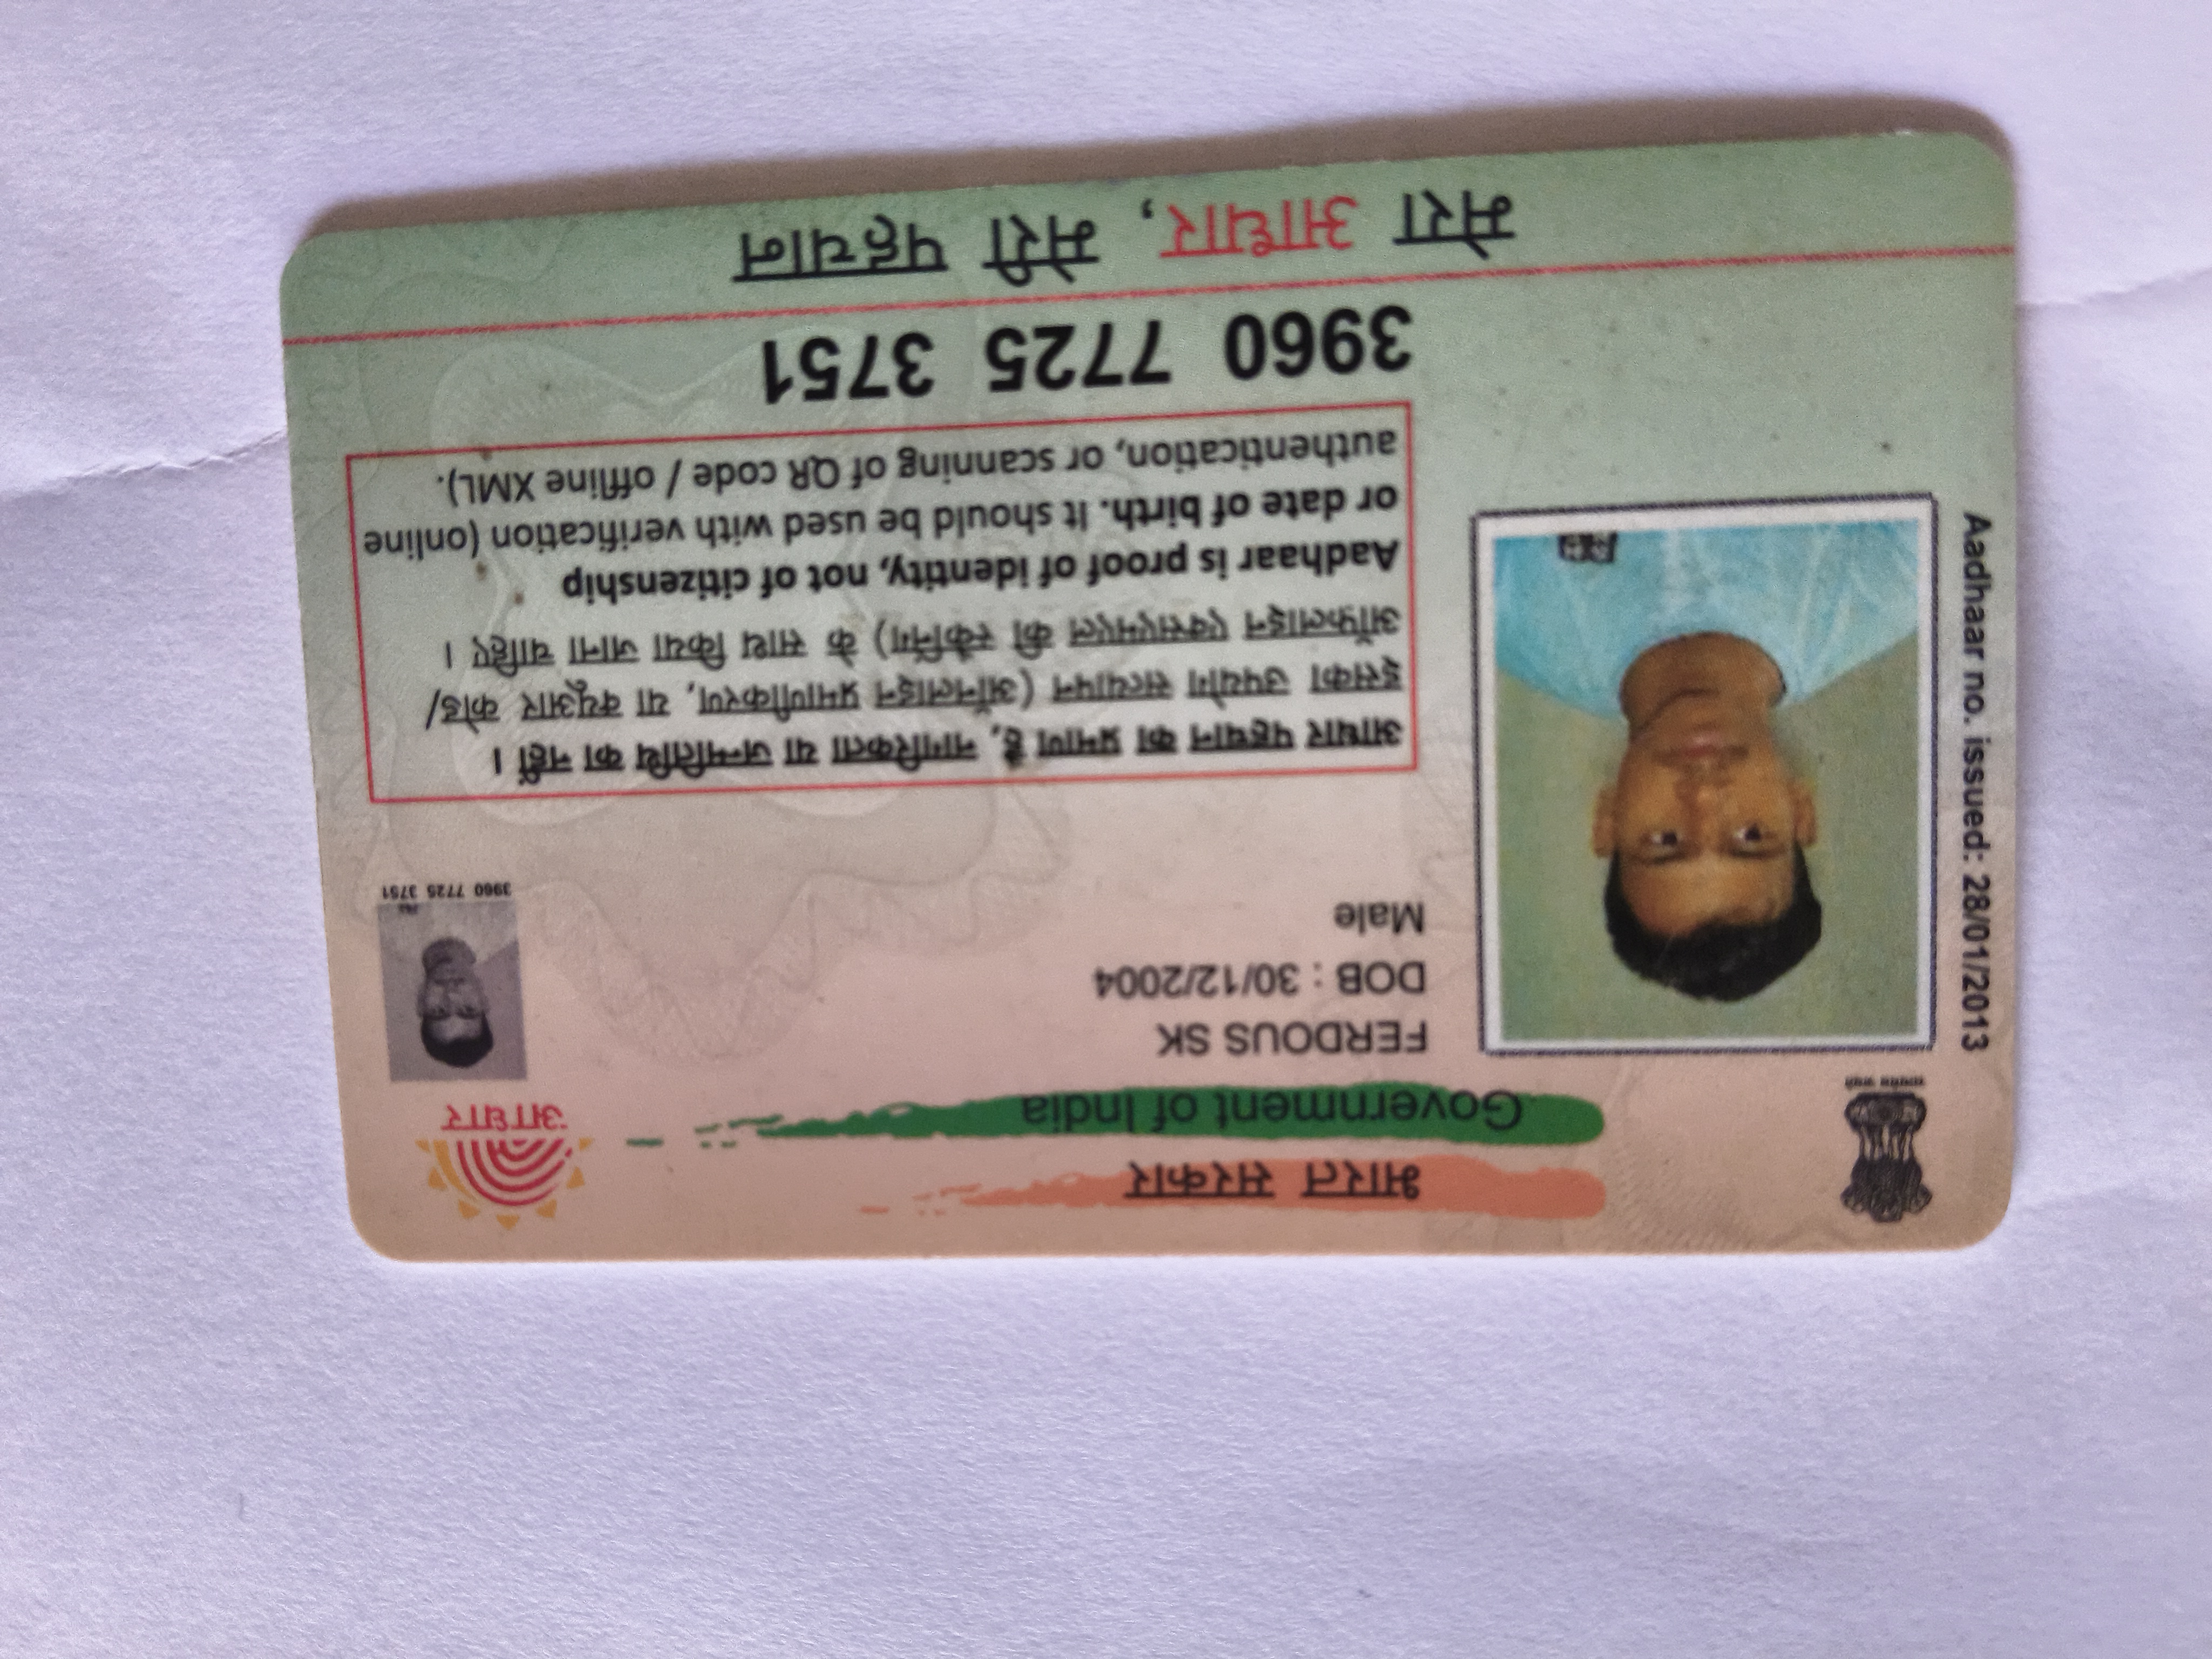 भारत सरकार
Government of India
आधार
FERDOUS SK
DOB : 30/12/2004
Male
3960 7725 3751
Aadhaar no. issued: 28/01/2013
आधार पहचान का प्रमाण है, नागरिकता या जन्मतिथि का नहीं ।
इसका उपयोग सत्यापन (ऑनलाइन प्रमाणीकरण, या क्यूआर कोड/
ऑफ़लाइन एक्सएमएल की स्कैनिंग) के साथ किया जाना चाहिए ।
Aadhaar is proof of identity, not of citizenship
or date of birth. It should be used with verification (online
authentication, or scanning of QR code / offline XML).
3960 7725 3751
मेरा आधार, मेरी पहचान